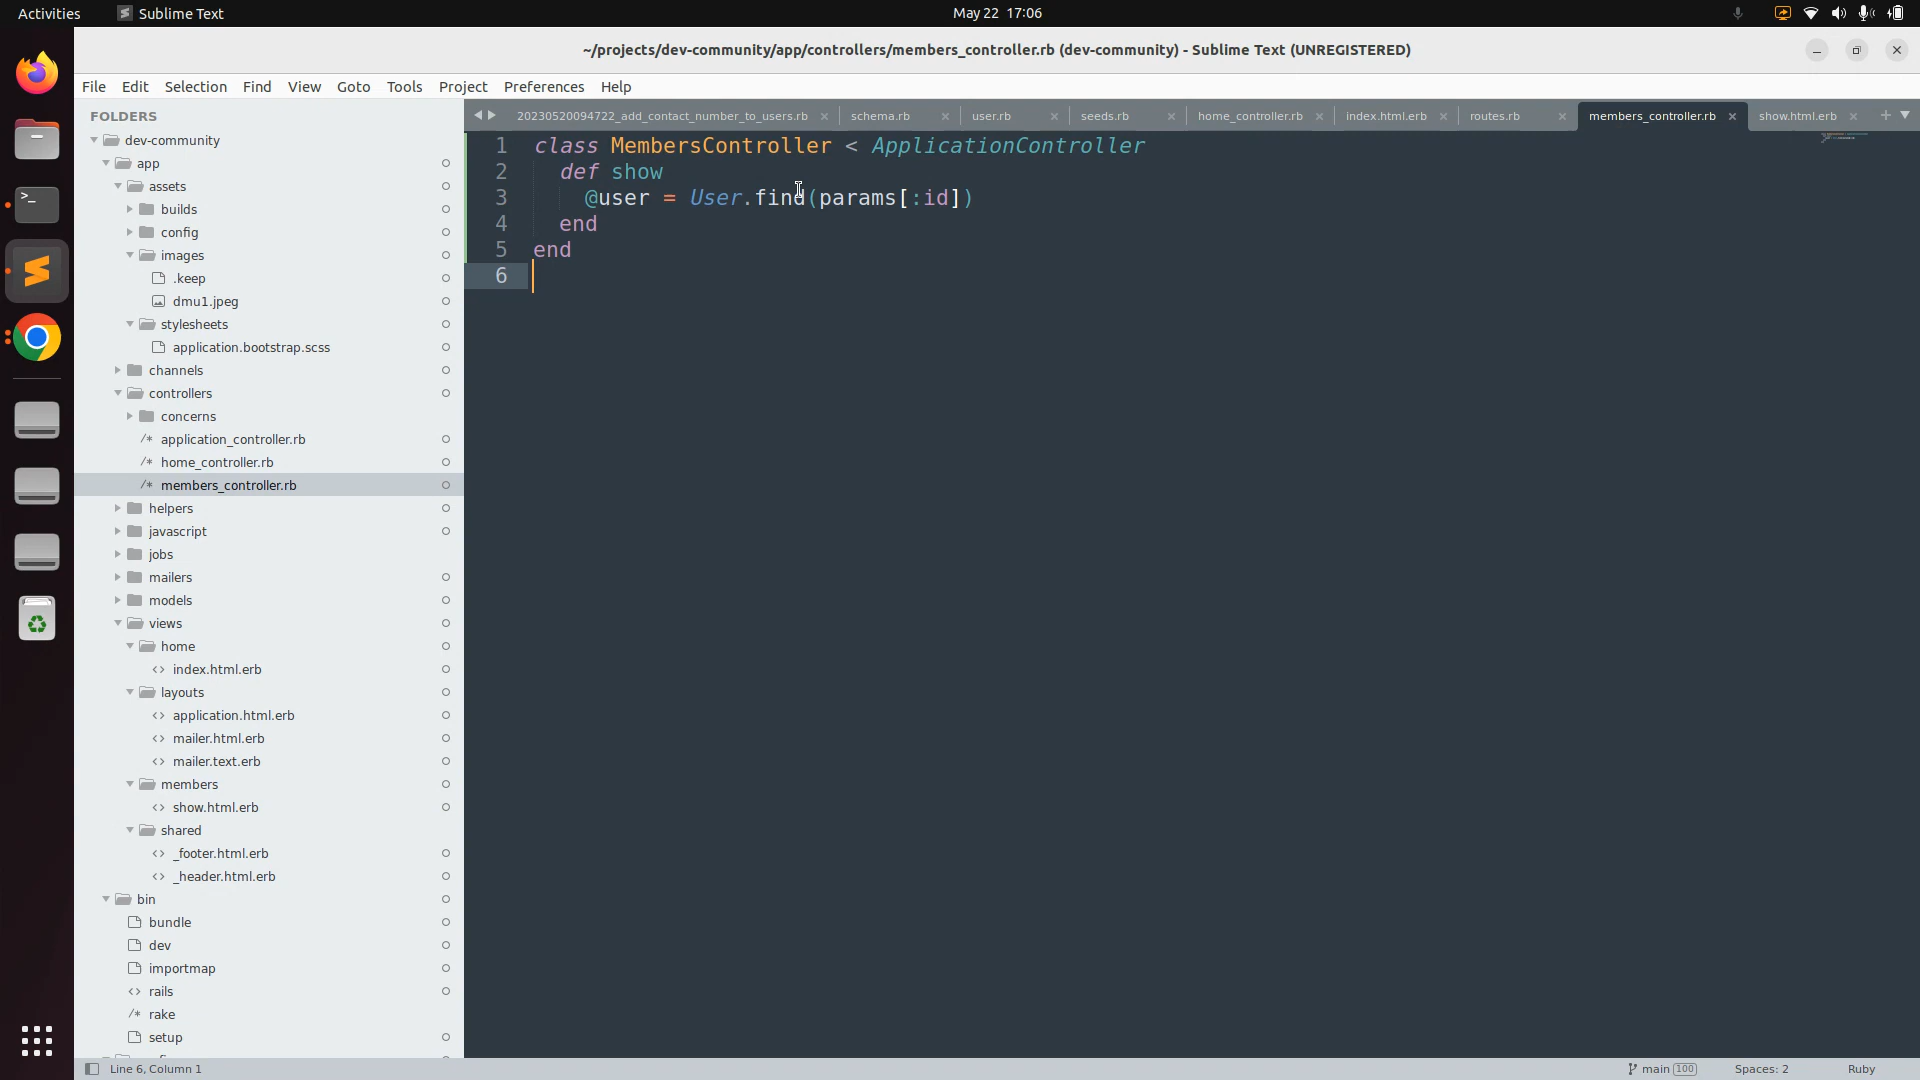 Activities
Sublime Text
May 22 17:06
~/projects/dev-community/app/controllers/members_controller.rb (dev-community) - Sublime Text (UNREGISTERED)
File Edit Selection Find View Goto Tools Project Preferences Help
FOLDERS
dev-community
app
assets
builds
config
images
.keep
dmu1.jpeg
stylesheets
application.bootstrap.scss
channels
controllers
concerns
/* application_controller.rb
/* home_controller.rb
/* members_controller.rb
helpers
javascript
jobs
mailers
models
views
home
<> index.html.erb
layouts
<> application.html.erb
<> mailer.html.erb
<> mailer.text.erb
members
<> show.html.erb
shared
<> _footer.html.erb
<> _header.html.erb
bin
bundle
dev
importmap
<> rails
/* rake
setup
20230520094722_add_contact_number_to_users.rb
schema.rb
user.rb
seeds.rb
home_controller.rb
index.html.erb
routes.rb
members_controller.rb
show.html.erb
1 class MembersController < ApplicationController
2 def show
3 @user = User.find(params[:id])
4 end
5 end
6
Line 6, Column 1
main 100
Spaces: 2
Ruby